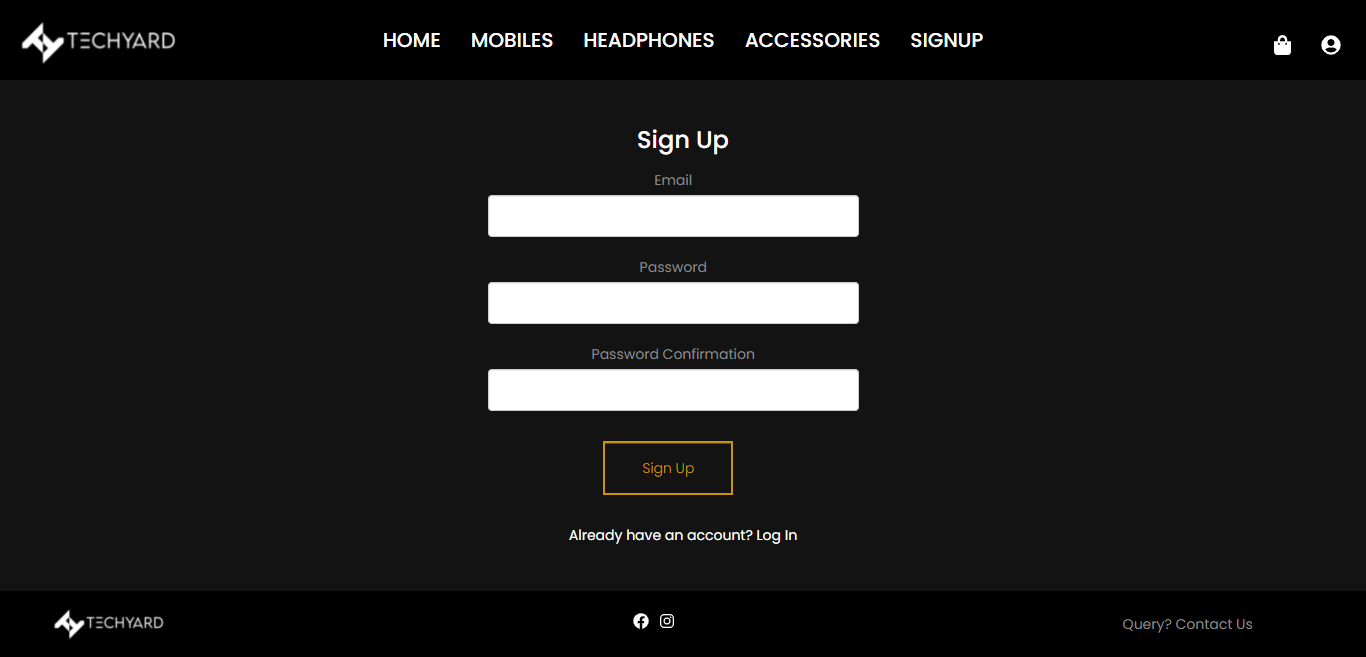 TECHYARD
HOME MOBILES HEADPHONES ACCESSORIES SIGNUP
Sign Up
Email
Password
Password Confirmation
Sign Up
Already have an account? Log In
TECHYARD
Query? Contact Us